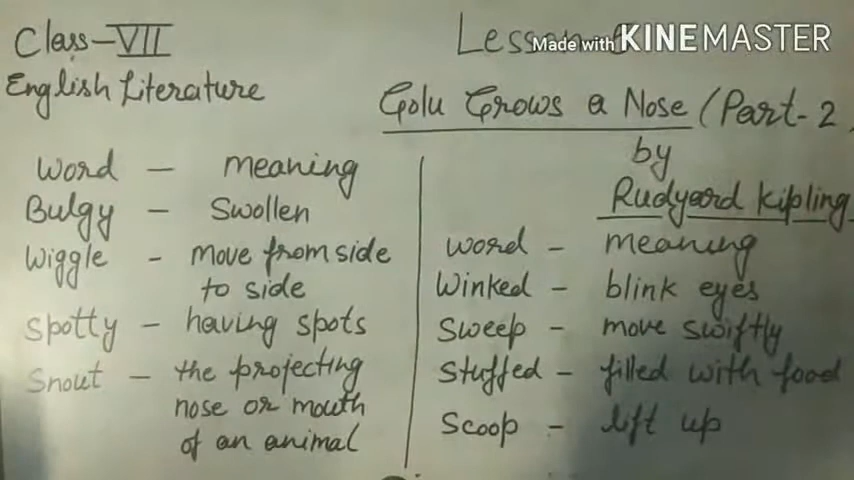 Class-VII
English Literature
Lesson
Made with KINEMASTER
Golu Grows a Nose (Part-2
by
Rudyard Kipling
word - meaning
Bulgy - Swollen
Wiggle - move from side
to side
Spotty - having spots
Snout - the projecting
nose or mouth
of an animal
word - meaning
Winked - blink eyes
Sweep - move swiftly
Stuffed - filled with food
Scoop - lift up